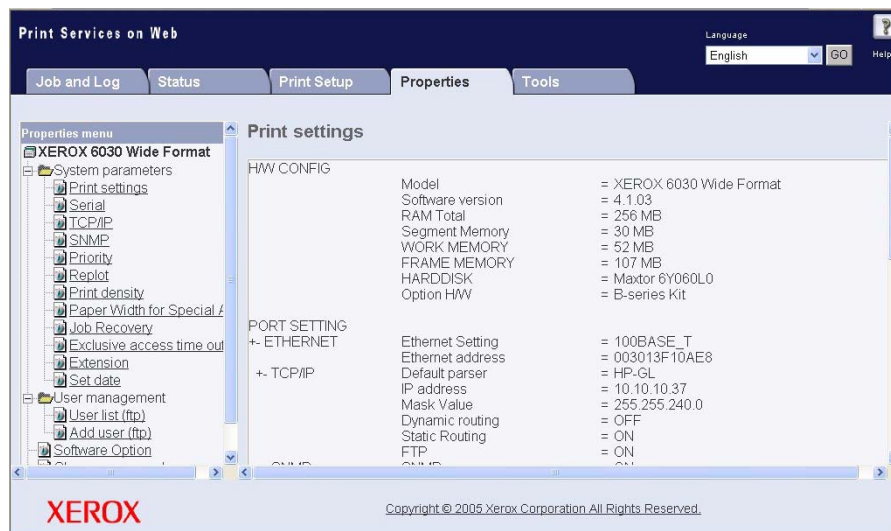 Print Services on Web
Language
English GO
Help
Job and Log Status Print Setup Properties Tools
Properties menu
XEROX 6030 Wide Format
System parameters
Print settings
Serial
TCP/IP
SNMP
Priority
Replot
Print density
Paper Width for Special
Job Recovery
Exclusive access time out
Extension
Set date
User management
User list (ftp)
Add user (ftp)
Software Option
Print settings
H/W CONFIG
Model = XEROX 6030 Wide Format
Software version = 4.1.03
RAM Total = 256 MB
Segment Memory = 30 MB
WORK MEMORY = 52 MB
FRAME MEMORY = 107 MB
HARDDISK = Maxtor 6Y060L0
Option H/W = B-series Kit
PORT SETTING
+- ETHERNET Ethernet Setting = 100BASE_T
Ethernet address = 003013F10AE8
+- TCP/IP Default parser = HP-GL
IP address = 10.10.10.37
Mask Value = 255.255.240.0
Dynamic routing = OFF
Static Routing = ON
FTP = ON
XEROX
Copyright © 2005 Xerox Corporation All Rights Reserved.